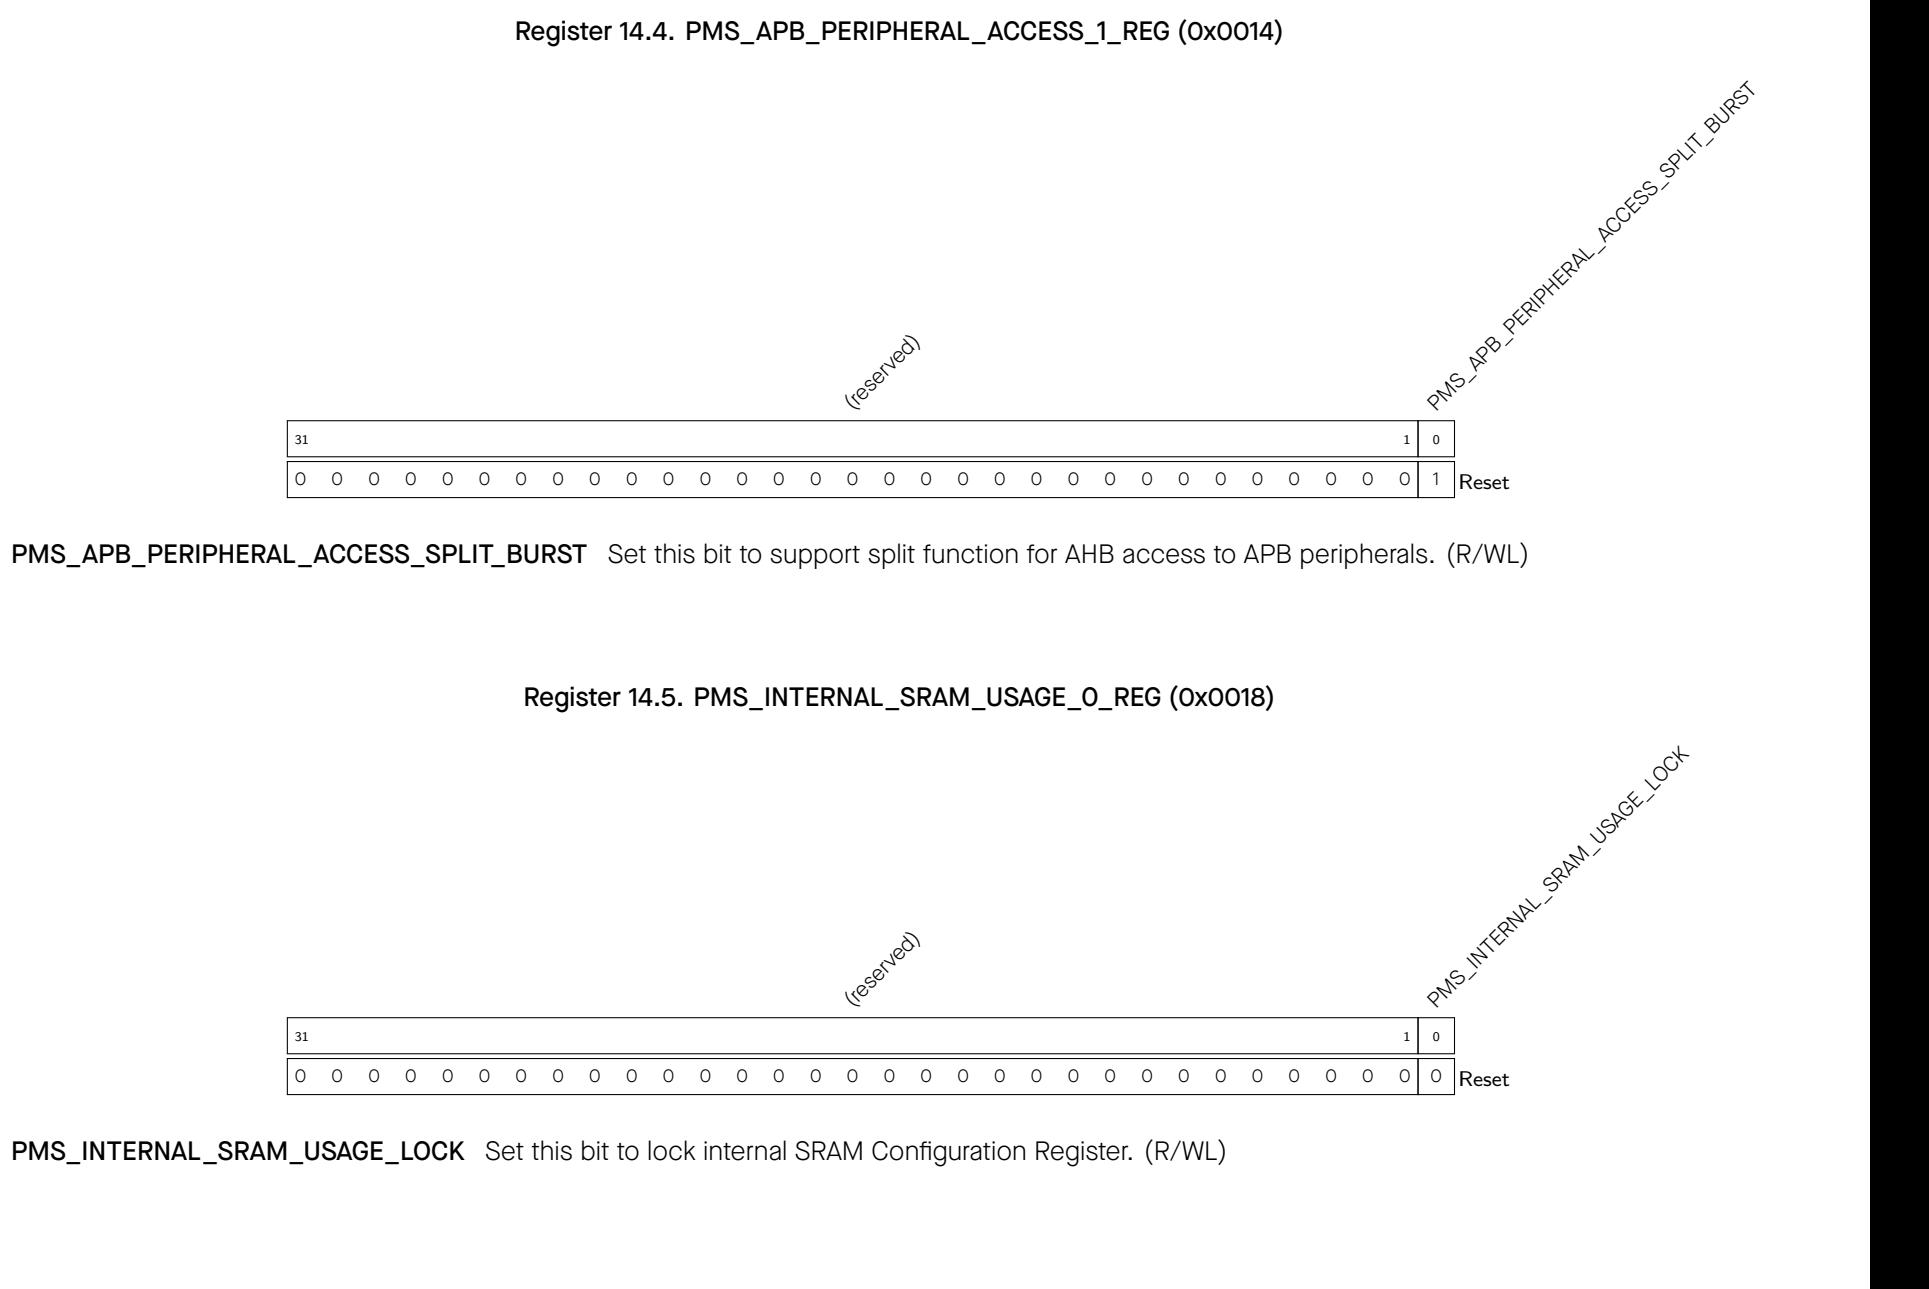 Register 14.4. PMS_APB_PERIPHERAL_ACCESS_1_REG (0x0014)
(reserved)
PMS_APB_PERIPHERAL_ACCESS_SPLIT_BURST
31 1 0
0 0 0 0 0 0 0 0 0 0 0 0 0 0 0 0 0 0 0 0 0 0 0 0 0 0 0 0 0 0 0 1 Reset
PMS_APB_PERIPHERAL_ACCESS_SPLIT_BURST Set this bit to support split function for AHB access to APB peripherals. (R/WL)
Register 14.5. PMS_INTERNAL_SRAM_USAGE_0_REG (0x0018)
(reserved)
PMS_INTERNAL_SRAM_USAGE_LOCK
31 1 0
0 0 0 0 0 0 0 0 0 0 0 0 0 0 0 0 0 0 0 0 0 0 0 0 0 0 0 0 0 0 0 0 Reset
PMS_INTERNAL_SRAM_USAGE_LOCK Set this bit to lock internal SRAM Configuration Register. (R/WL)